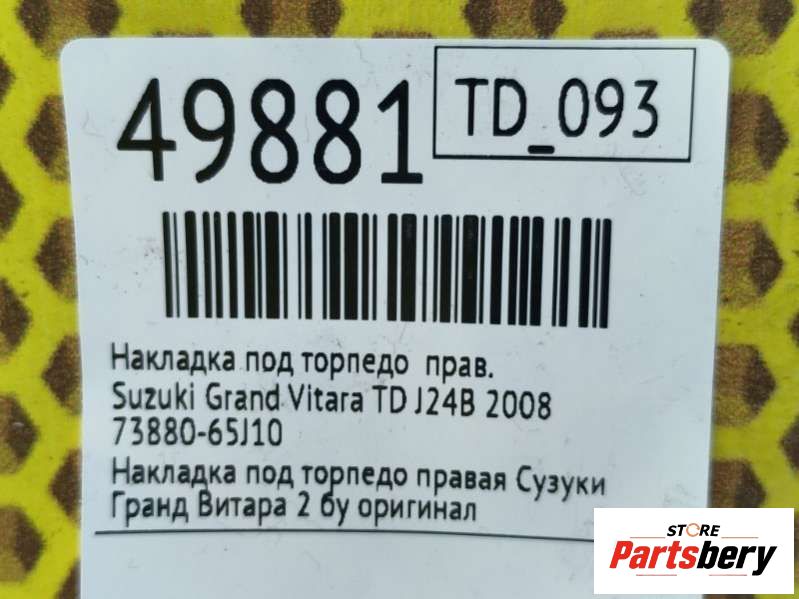 49881
TD_093
Накладка под торпедо прав.
Suzuki Grand Vitara TD J24B 2008
73880-65J10
Накладка под торпедо правая Сузуки
Гранд Витара 2 бу оригинал
STORE
Partsbery